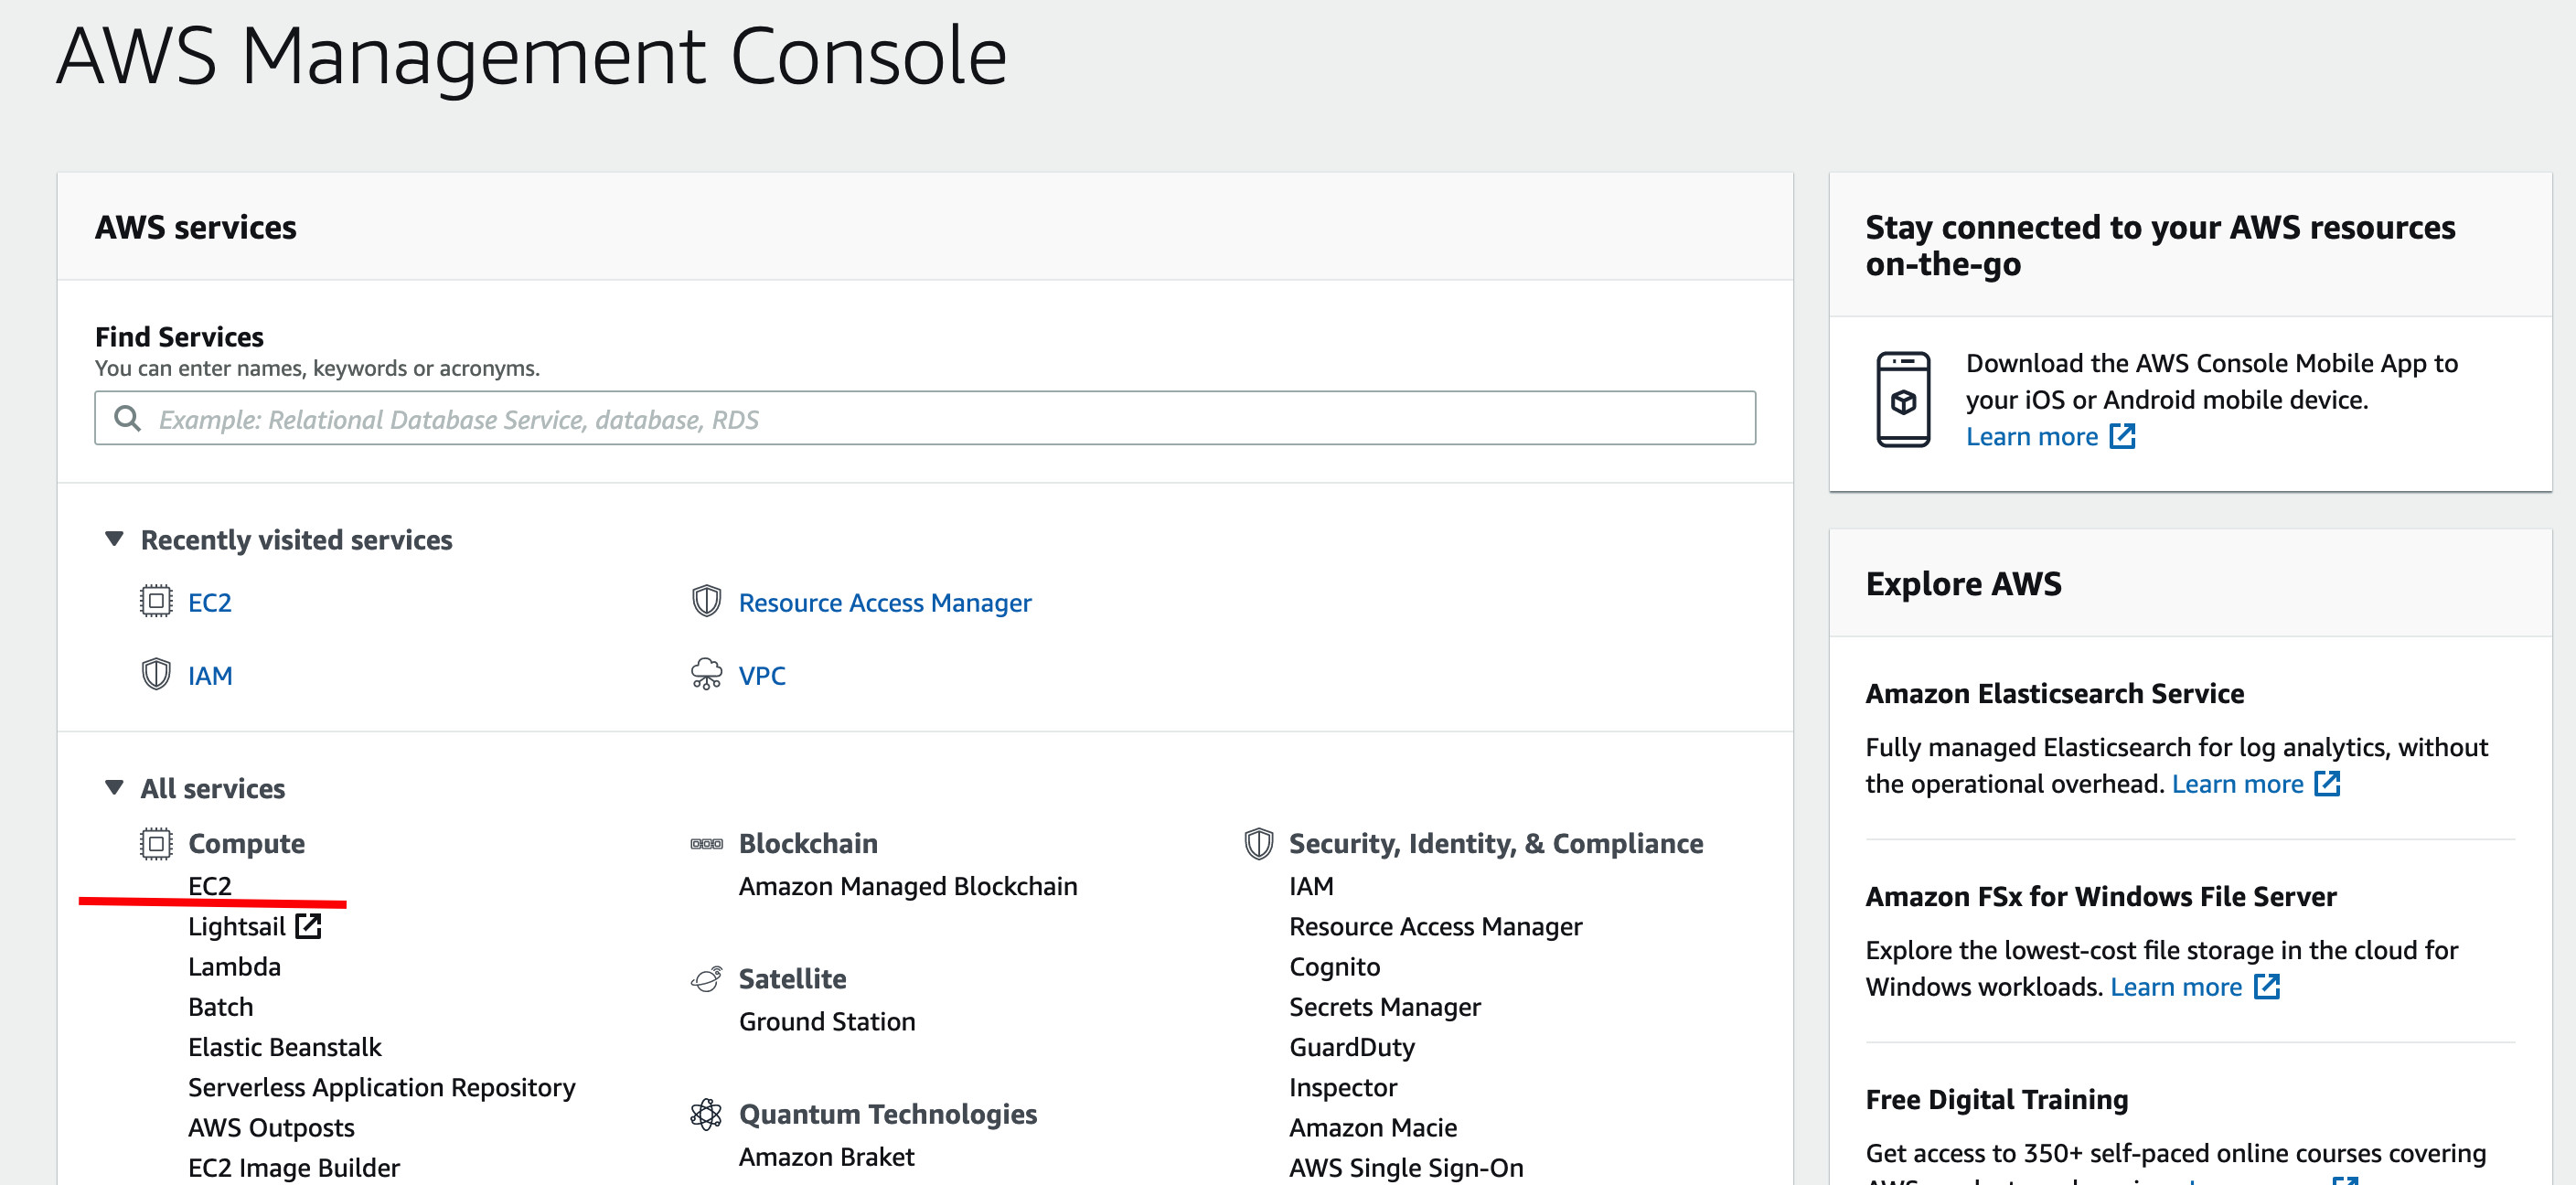 AWS Management Console
AWS services
Find Services
You can enter names, keywords or acronyms.
Example: Relational Database Service, database, RDS
Recently visited services
EC2
Resource Access Manager
IAM
VPC
All services
Compute
EC2
Lightsail
Lambda
Batch
Elastic Beanstalk
Serverless Application Repository
AWS Outposts
EC2 Image Builder
Blockchain
Amazon Managed Blockchain
Satellite
Ground Station
Quantum Technologies
Amazon Braket
Security, Identity, & Compliance
IAM
Resource Access Manager
Cognito
Secrets Manager
GuardDuty
Inspector
Amazon Macie
AWS Single Sign-On
Stay connected to your AWS resources
on-the-go
Download the AWS Console Mobile App to
your iOS or Android mobile device.
Learn more
Explore AWS
Amazon Elasticsearch Service
Fully managed Elasticsearch for log analytics, without
the operational overhead. Learn more
Amazon FSx for Windows File Server
Explore the lowest-cost file storage in the cloud for
Windows workloads. Learn more
Free Digital Training
Get access to 350+ self-paced online courses covering